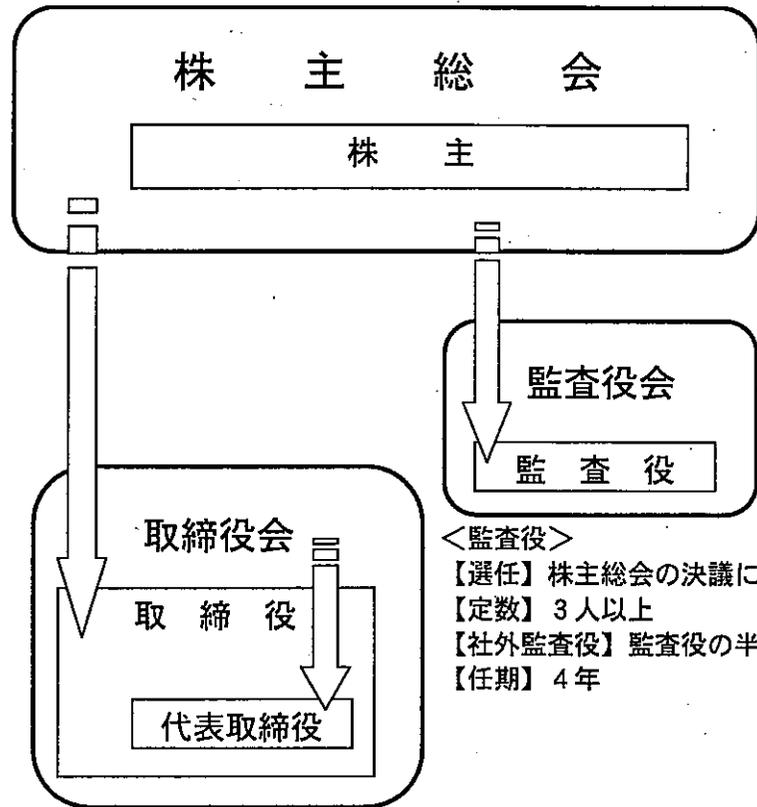 株主総会
株主
監査役会
監査役
取締役会
取締役
代表取締役
＜監査役＞
【選任】株主総会の決議に
【定数】3人以上
【社外監査役】監査役の半
【任期】4年